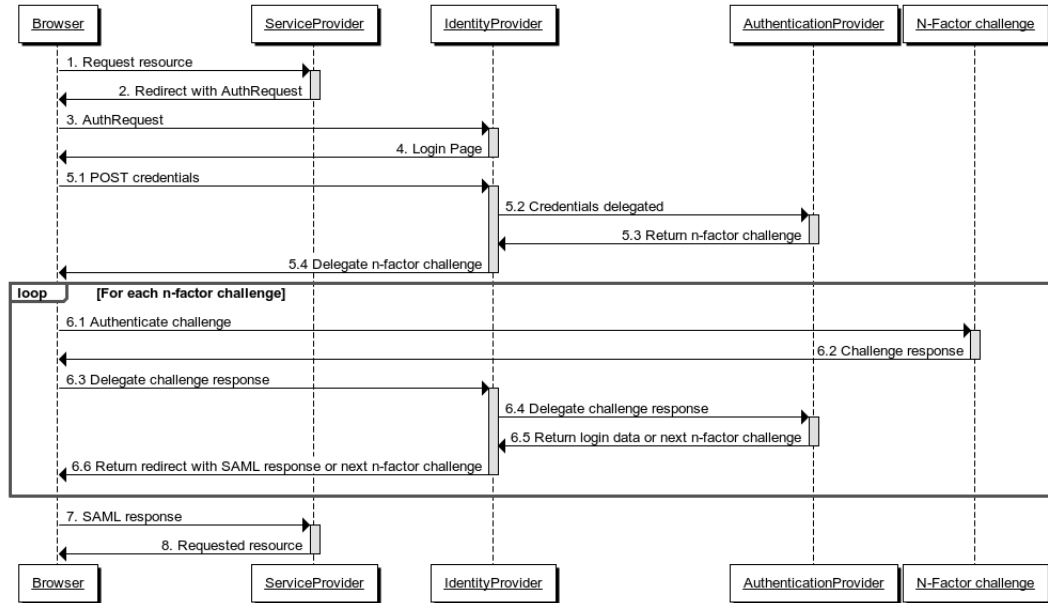 Browser ServiceProvider IdentityProvider AuthenticationProvider N-Factor challenge
1. Request resource
2. Redirect with AuthRequest
3. AuthRequest
4. Login Page
5.1 POST credentials
5.2 Credentials delegated
5.3 Return n-factor challenge
5.4 Delegate n-factor challenge
loop [For each n-factor challenge]
6.1 Authenticate challenge
6.2 Challenge response
6.3 Delegate challenge response
6.4 Delegate challenge response
6.5 Return login data or next n-factor challenge
6.6 Return redirect with SAML response or next n-factor challenge
7. SAML response
8. Requested resource
Browser ServiceProvider IdentityProvider AuthenticationProvider N-Factor challenge